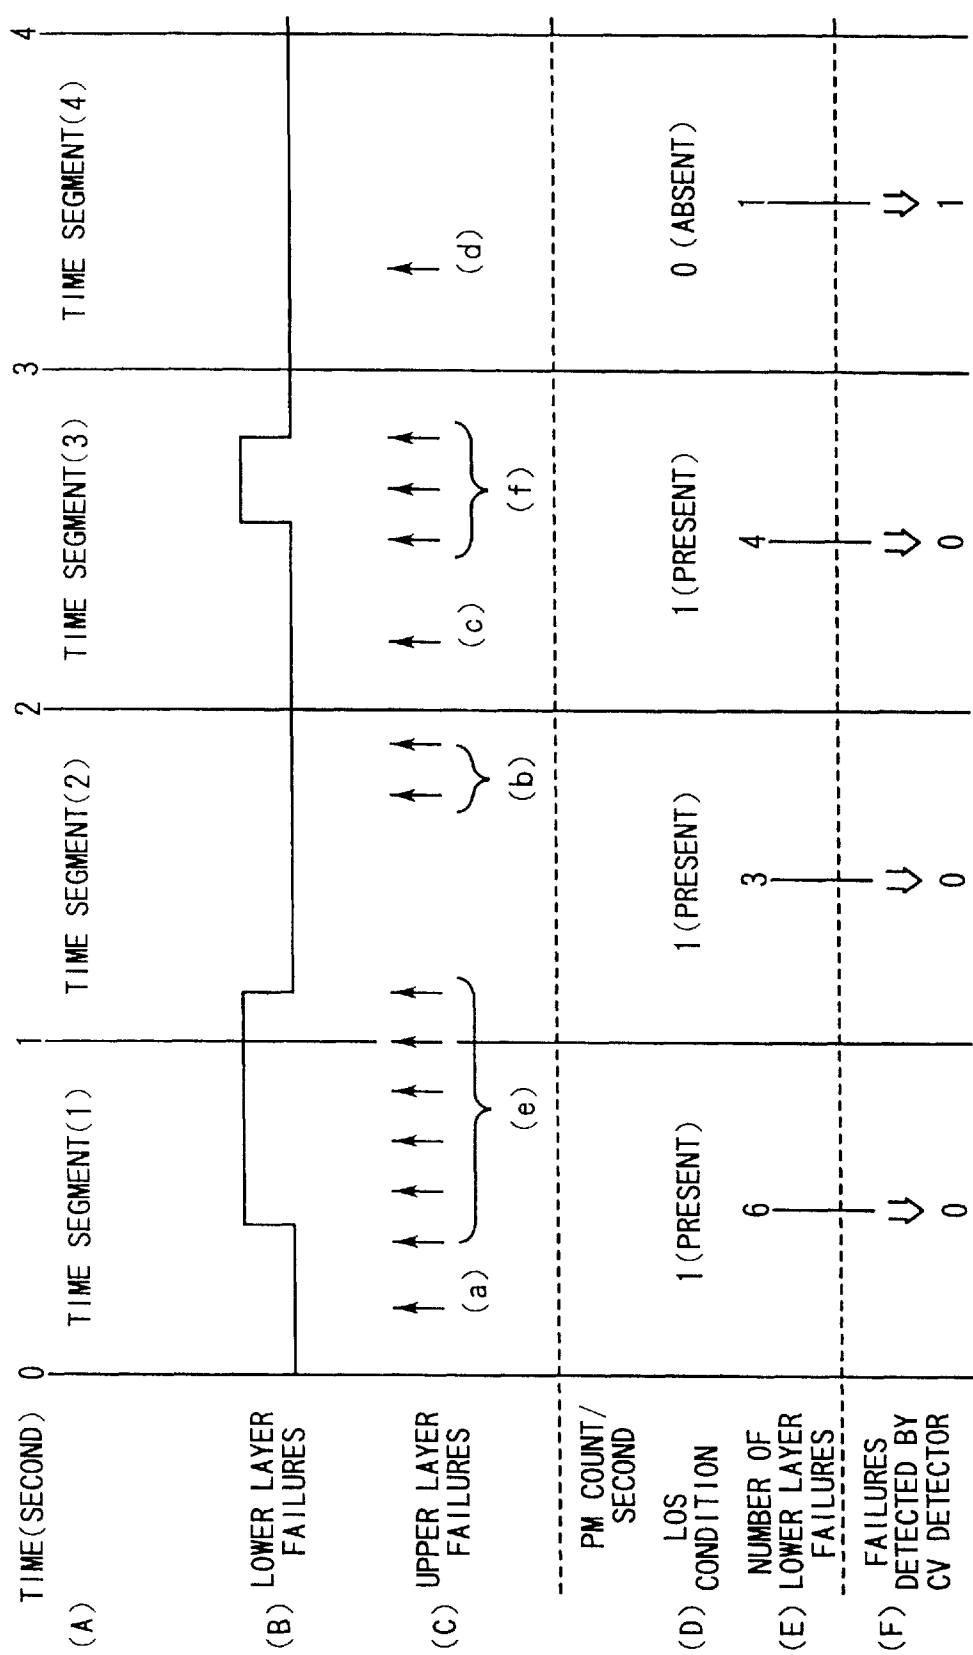 TIME(SECOND) 0 1 2 3 4
(A) TIME SEGMENT(1) TIME SEGMENT(2) TIME SEGMENT(3) TIME SEGMENT(4)
(B) LOWER LAYER
FAILURES
(C) UPPER LAYER
FAILURES
(a) (e) (b) (c) (f) (d)
PM COUNT/
SECOND
(D) LOS
CONDITION
1(PRESENT) 1(PRESENT) 1(PRESENT) 0(ABSENT)
(E) NUMBER OF
LOWER LAYER
FAILURES
6 3 4 1
(F) FAILURES
DETECTED BY
CV DETECTOR
0 0 0 1